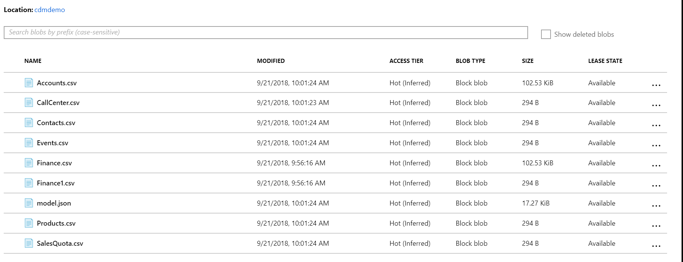 Location: cdmdemo
Search blobs by prefix (case-sensitive) Show deleted blobs
NAME MODIFIED ACCESS TIER BLOB TYPE SIZE LEASE STATE
Accounts.csv 9/21/2018, 10:01:24 AM Hot (Inferred) Block blob 102.53 KiB Available ...
CallCenter.csv 9/21/2018, 10:01:23 AM Hot (Inferred) Block blob 294 B Available ...
Contacts.csv 9/21/2018, 10:01:24 AM Hot (Inferred) Block blob 294 B Available ...
Events.csv 9/21/2018, 10:01:24 AM Hot (Inferred) Block blob 294 B Available ...
Finance.csv 9/21/2018, 9:56:16 AM Hot (Inferred) Block blob 102.53 KiB Available ...
Finance1.csv 9/21/2018, 9:56:16 AM Hot (Inferred) Block blob 294 B Available ...
model.json 9/21/2018, 10:01:24 AM Hot (Inferred) Block blob 17.27 KiB Available ...
Products.csv 9/21/2018, 10:01:24 AM Hot (Inferred) Block blob 294 B Available ...
SalesQuota.csv 9/21/2018, 10:01:24 AM Hot (Inferred) Block blob 294 B Available ...